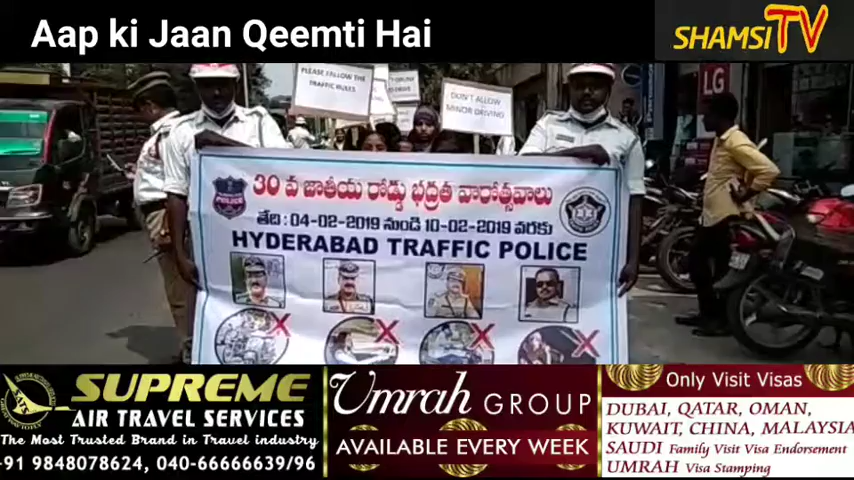 Aap ki Jaan Qeemti Hai
SHAMSI TV
PLEASE FOLLOW THE
TRAFFIC RULES
DON'T ALLOW
MINOR DRIVING
LG
30 వ జాతీయ రోడ్డు భద్రత వారోత్సవాలు
తేది : 04-02-2019 నుండి 10-02-2019 వరకు
HYDERABAD TRAFFIC POLICE
SUPREME
AIR TRAVEL SERVICES
The Most Trusted Brand in Travel industry
+91 9848078624, 040-66666639/96
Umrah GROUP
AVAILABLE EVERY WEEK
Only Visit Visas
DUBAI, QATAR, OMAN,
KUWAIT, CHINA, MALAYSIA
SAUDI Family Visit Visa Endorsement
UMRAH Visa Stamping